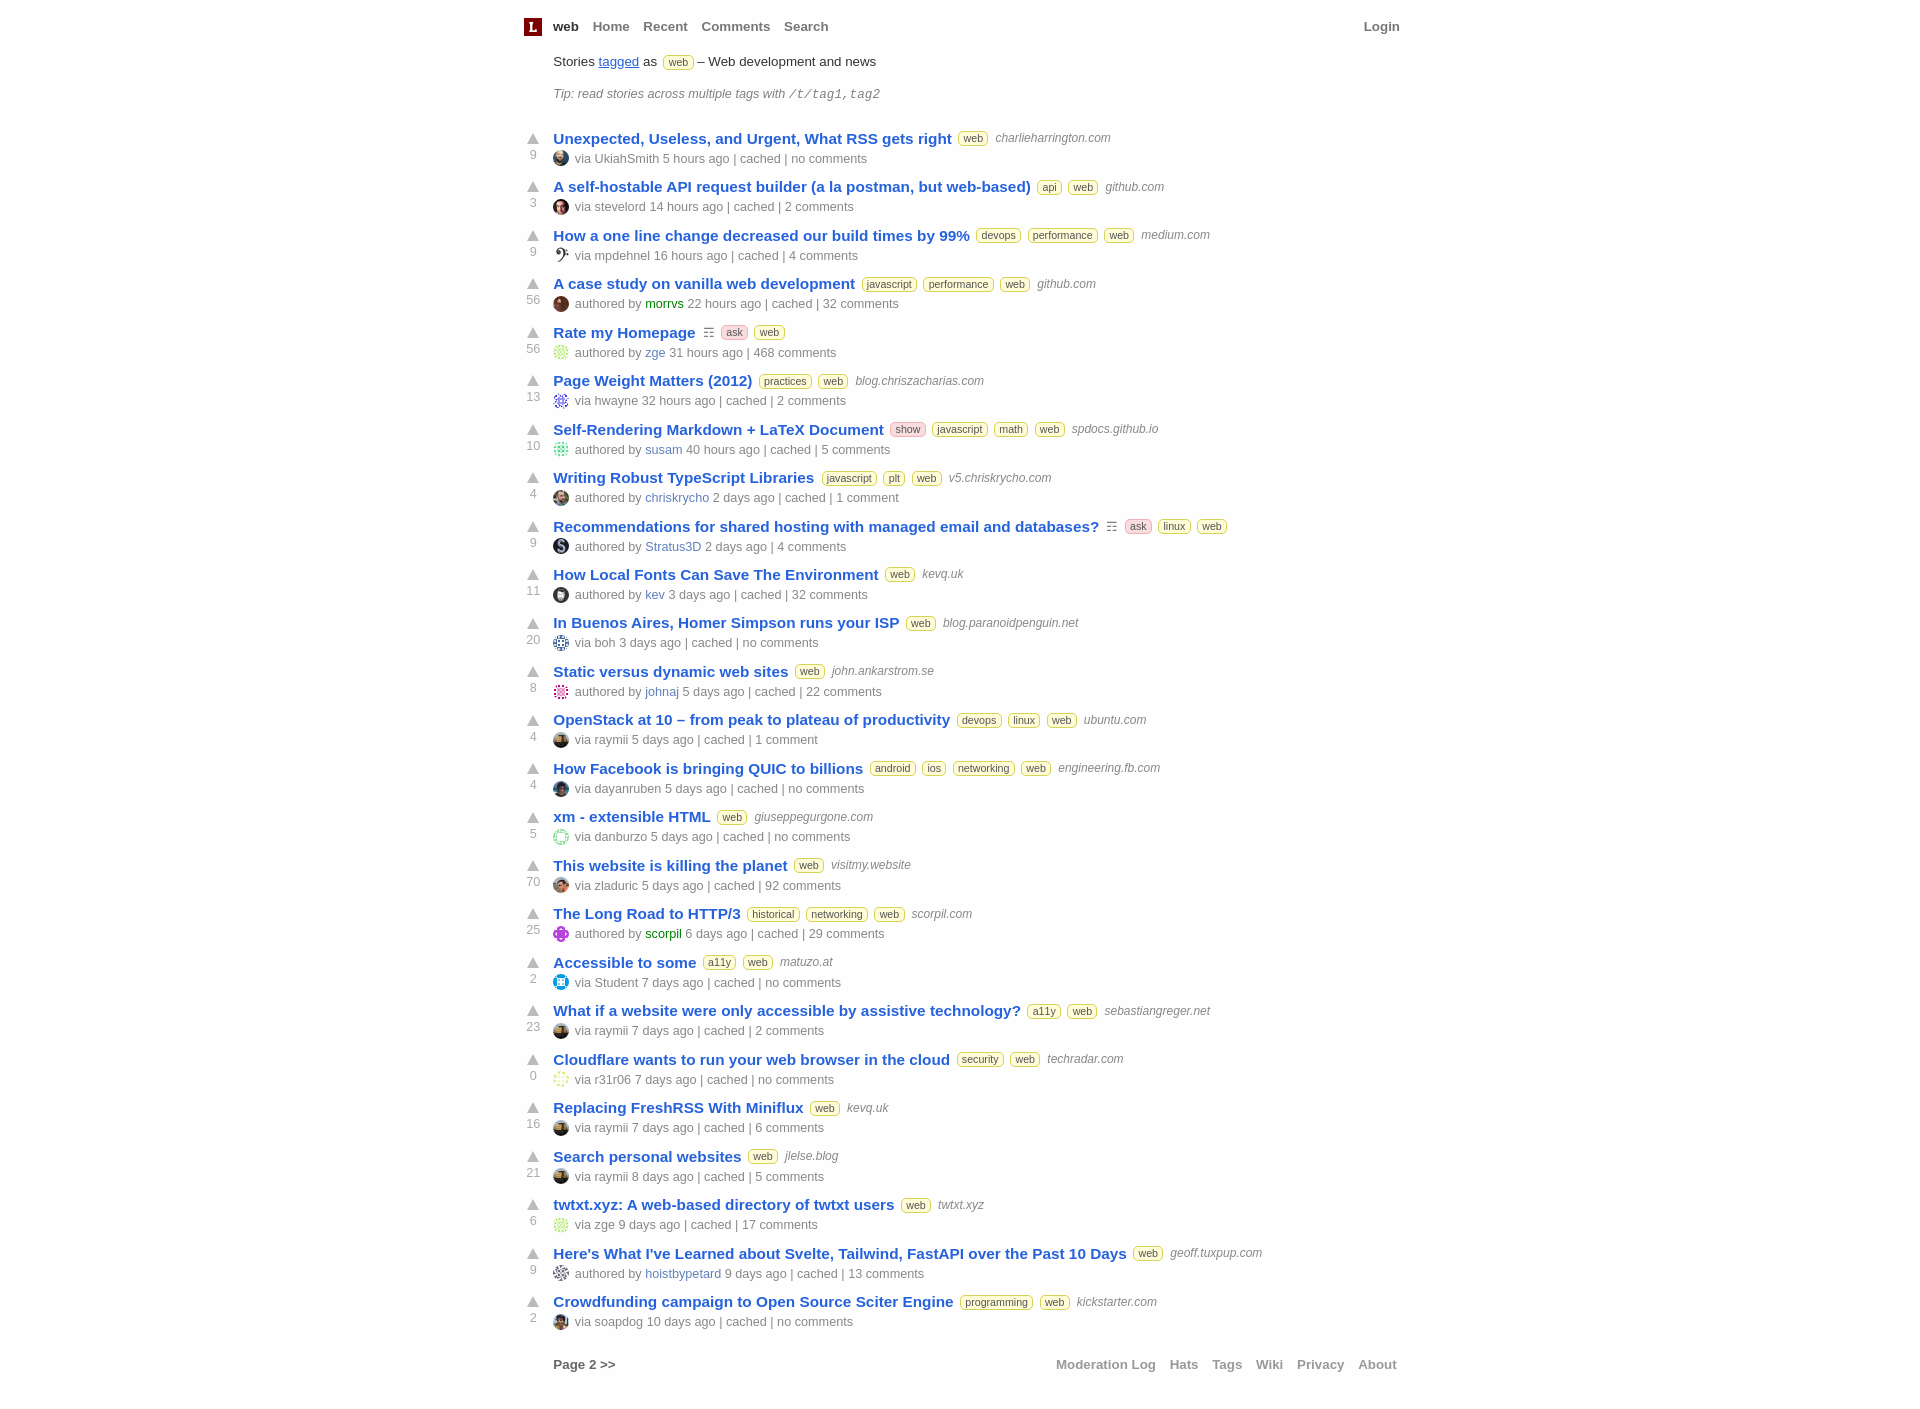 L web Home Recent Comments Search Login
Stories tagged as web – Web development and news
Tip: read stories across multiple tags with /t/tag1,tag2
Unexpected, Useless, and Urgent, What RSS gets right web charlieharrington.com
9 via UkiahSmith 5 hours ago | cached | no comments
A self-hostable API request builder (a la postman, but web-based) api web github.com
3 via stevelord 14 hours ago | cached | 2 comments
How a one line change decreased our build times by 99% devops performance web medium.com
9 via mpdehnel 16 hours ago | cached | 4 comments
A case study on vanilla web development javascript performance web github.com
56 authored by morrvs 22 hours ago | cached | 32 comments
Rate my Homepage ☶ ask web
56 authored by zge 31 hours ago | 468 comments
Page Weight Matters (2012) practices web blog.chriszacharias.com
13 via hwayne 32 hours ago | cached | 2 comments
Self-Rendering Markdown + LaTeX Document show javascript math web spdocs.github.io
10 authored by susam 40 hours ago | cached | 5 comments
Writing Robust TypeScript Libraries javascript plt web v5.chriskrycho.com
4 authored by chriskrycho 2 days ago | cached | 1 comment
Recommendations for shared hosting with managed email and databases? ☶ ask linux web
9 authored by Stratus3D 2 days ago | 4 comments
How Local Fonts Can Save The Environment web kevq.uk
11 authored by kev 3 days ago | cached | 32 comments
In Buenos Aires, Homer Simpson runs your ISP web blog.paranoidpenguin.net
20 via boh 3 days ago | cached | no comments
Static versus dynamic web sites web john.ankarstrom.se
8 authored by johnaj 5 days ago | cached | 22 comments
OpenStack at 10 – from peak to plateau of productivity devops linux web ubuntu.com
4 via raymii 5 days ago | cached | 1 comment
How Facebook is bringing QUIC to billions android ios networking web engineering.fb.com
4 via dayanruben 5 days ago | cached | no comments
xm - extensible HTML web giuseppegurgone.com
5 via danburzo 5 days ago | cached | no comments
This website is killing the planet web visitmy.website
70 via zladuric 5 days ago | cached | 92 comments
The Long Road to HTTP/3 historical networking web scorpil.com
25 authored by scorpil 6 days ago | cached | 29 comments
Accessible to some a11y web matuzo.at
2 via Student 7 days ago | cached | no comments
What if a website were only accessible by assistive technology? a11y web sebastiangreger.net
23 via raymii 7 days ago | cached | 2 comments
Cloudflare wants to run your web browser in the cloud security web techradar.com
0 via r31r06 7 days ago | cached | no comments
Replacing FreshRSS With Miniflux web kevq.uk
16 via raymii 7 days ago | cached | 6 comments
Search personal websites web jlelse.blog
21 via raymii 8 days ago | cached | 5 comments
twtxt.xyz: A web-based directory of twtxt users web twtxt.xyz
6 via zge 9 days ago | cached | 17 comments
Here's What I've Learned about Svelte, Tailwind, FastAPI over the Past 10 Days web geoff.tuxpup.com
9 authored by hoistbypetard 9 days ago | cached | 13 comments
Crowdfunding campaign to Open Source Sciter Engine programming web kickstarter.com
2 via soapdog 10 days ago | cached | no comments
Page 2 >> Moderation Log Hats Tags Wiki Privacy About